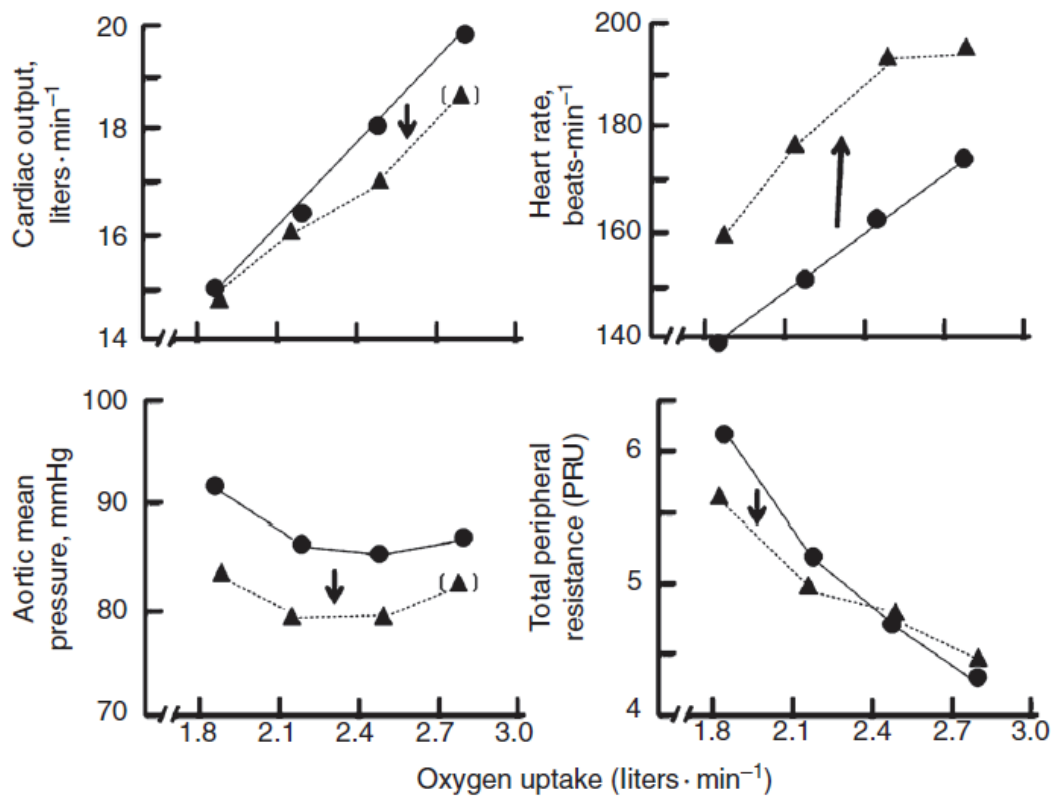 Cardiac output,
liters · min⁻¹
20
18
16
14
Heart rate,
beats-min⁻¹
200
180
160
140
Aortic mean
pressure, mmHg
100
90
80
70
1.8 2.1 2.4 2.7 3.0
Total peripheral
resistance (PRU)
6
5
4
1.8 2.1 2.4 2.7 3.0
Oxygen uptake (liters · min⁻¹)